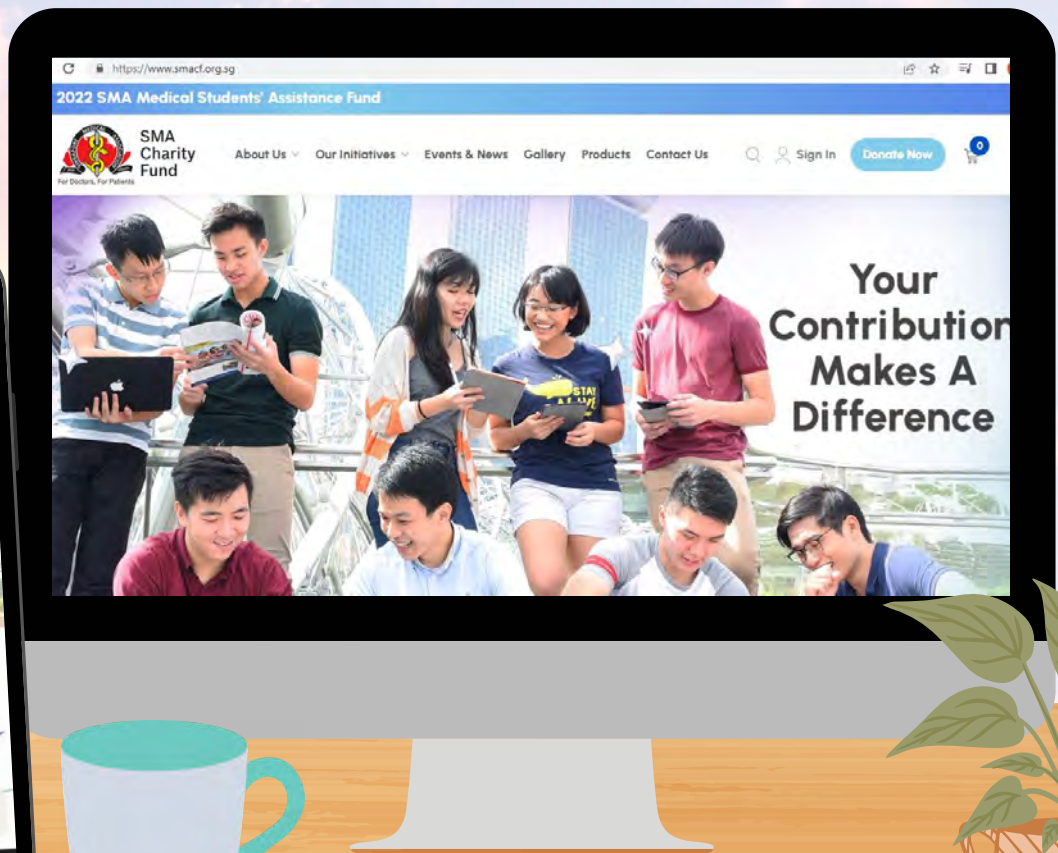 https://www.smacf.org.sg
2022 SMA Medical Students' Assistance Fund
SMA
Charity
Fund
For Doctors, For Patients
About Us
Our Initiatives
Events & News
Gallery
Products
Contact Us
Sign In
Donate Now
0
Your
Contribution
Makes A
Difference
STAY